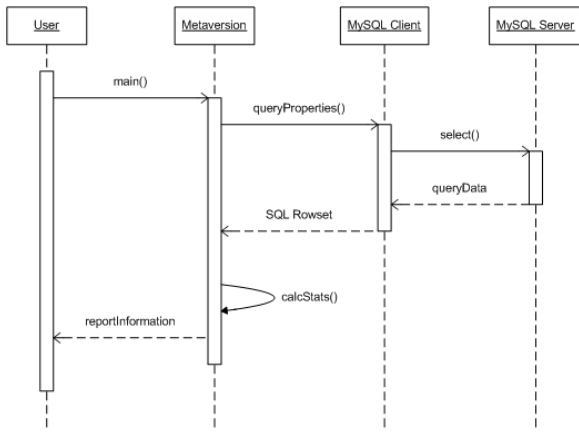 User
Metaversion
MySQL Client
MySQL Server
main()
queryProperties()
select()
queryData
SQL Rowset
calcStats()
reportInformation